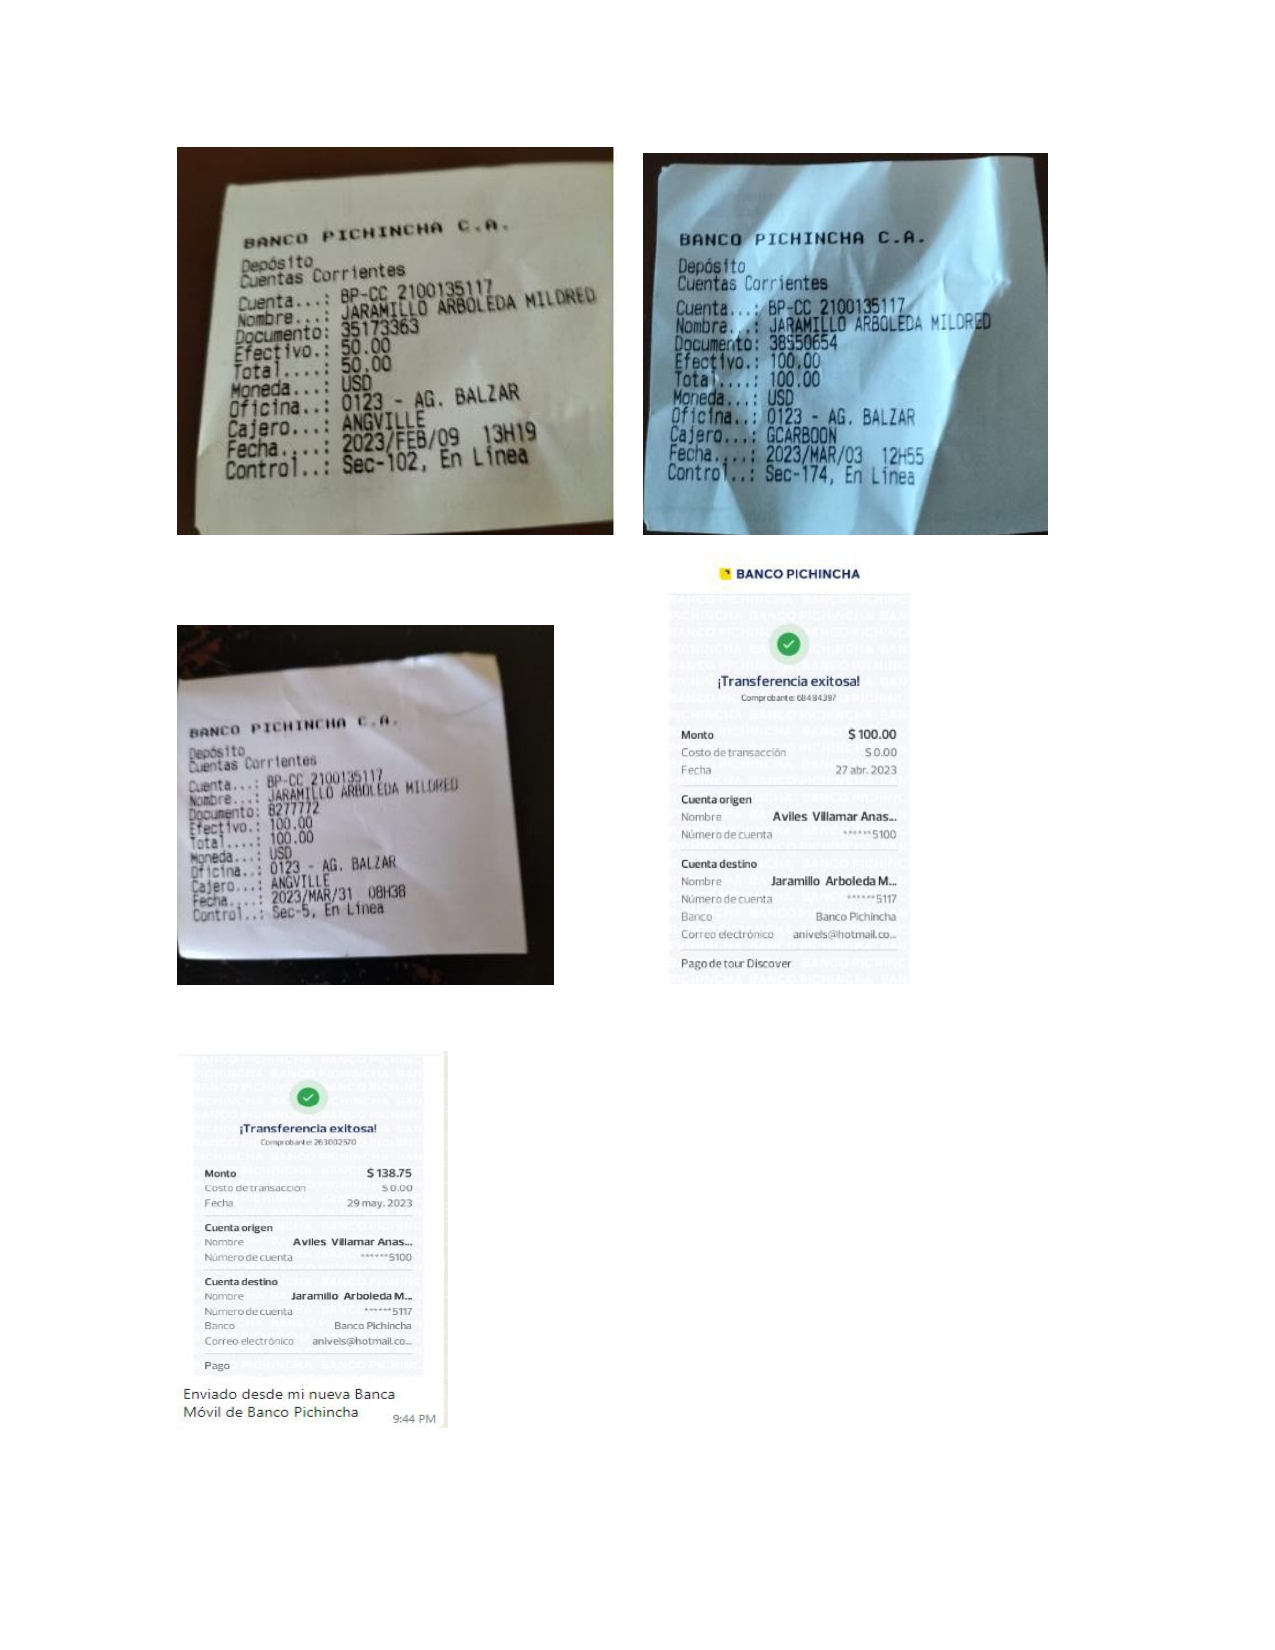 BANCO PICHINCHA C.A.
Depósito
Cuentas Corrientes
Cuenta...: BP-CC 2100135117
Nombre...: JARAMILLO ARBOLEDA MILDRED
Documento: 35173363
Efectivo.: 50.00
Total....: 50.00
Moneda...: USD
Oficina..: 0123 - AG. BALZAR
Cajero...: ANGVILLE
Fecha....: 2023/FEB/09 13H19
Control..: Sec-102, En Línea
BANCO PICHINCHA C.A.
Depósito
Cuentas Corrientes
Cuenta...: BP-CC 2100135117
Nombre...: JARAMILLO ARBOLEDA MILDRED
Documento: 38550654
Efectivo.: 100.00
Total....: 100.00
Moneda...: USD
Oficina..: 0123 - AG. BALZAR
Cajero...: GCARBOON
Fecha....: 2023/MAR/03 12H55
Control..: Sec-174, En Línea
BANCO PICHINCHA C.A.
Depósito
Cuentas Corrientes
Cuenta...: BP-CC 2100135117
Nombre...: JARAMILLO ARBOLEDA MILDRED
Documento: 8277772
Efectivo.: 100.00
Total....: 100.00
Moneda...: USD
Oficina..: 0123 - AG. BALZAR
Cajero...: ANGVILLE
Fecha....: 2023/MAR/31 08H38
Control..: Sec-5, En Línea
BANCO PICHINCHA
¡Transferencia exitosa!
Comprobante: 68484397
Monto $ 100.00
Costo de transacción $ 0.00
Fecha 27 abr. 2023
Cuenta origen
Nombre Aviles Villamar Anas...
Número de cuenta ******5100
Cuenta destino
Nombre Jaramillo Arboleda M...
Número de cuenta ******5117
Banco Banco Pichincha
Correo electrónico anivels@hotmail.co...
Pago de tour Discover
¡Transferencia exitosa!
Comprobante: 263002570
Monto $ 138.75
Costo de transacción $ 0.00
Fecha 29 may. 2023
Cuenta origen
Nombre Aviles Villamar Anas...
Número de cuenta ******5100
Cuenta destino
Nombre Jaramillo Arboleda M...
Número de cuenta ******5117
Banco Banco Pichincha
Correo electrónico anivels@hotmail.co...
Pago
Enviado desde mi nueva Banca
Móvil de Banco Pichincha 9:44 PM